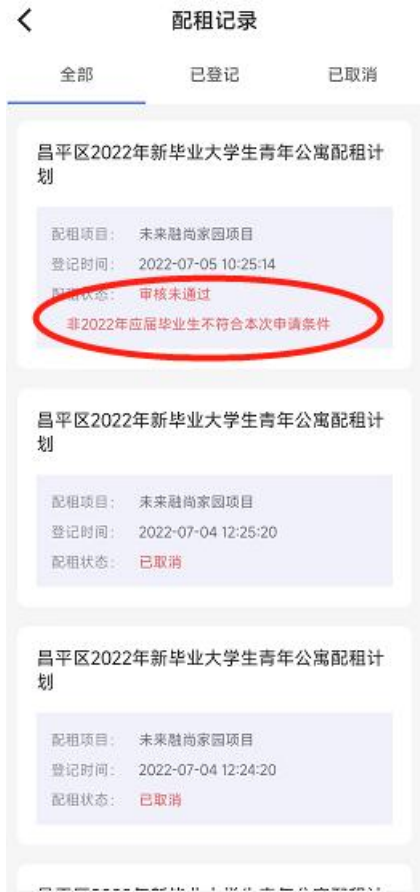 配租记录
全部 已登记 已取消
昌平区2022年新毕业大学生青年公寓配租计
划
配租项目： 未来融尚家园项目
登记时间： 2022-07-05 10:25:14
配租状态： 审核未通过
非2022年应届毕业生不符合本次申请条件
昌平区2022年新毕业大学生青年公寓配租计
划
配租项目： 未来融尚家园项目
登记时间： 2022-07-04 12:25:20
配租状态： 已取消
昌平区2022年新毕业大学生青年公寓配租计
划
配租项目： 未来融尚家园项目
登记时间： 2022-07-04 12:24:20
配租状态： 已取消